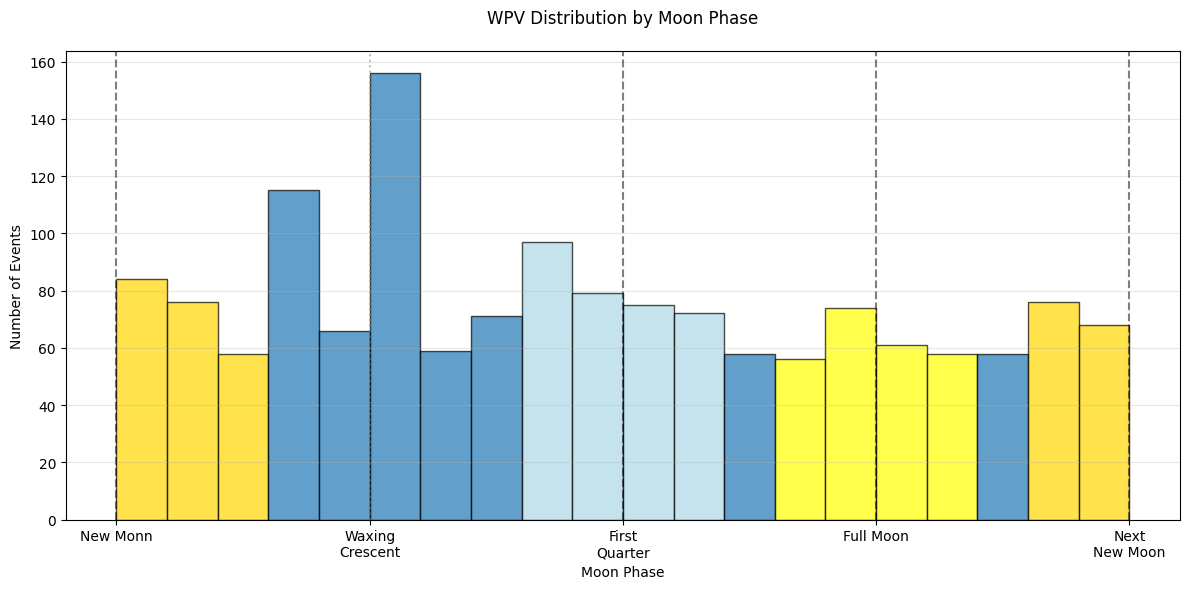 WPV Distribution by Moon Phase
160
140
120
100
80
60
40
20
0
Number of Events
New Monn
Waxing
Crescent
First
Quarter
Full Moon
Next
New Moon
Moon Phase